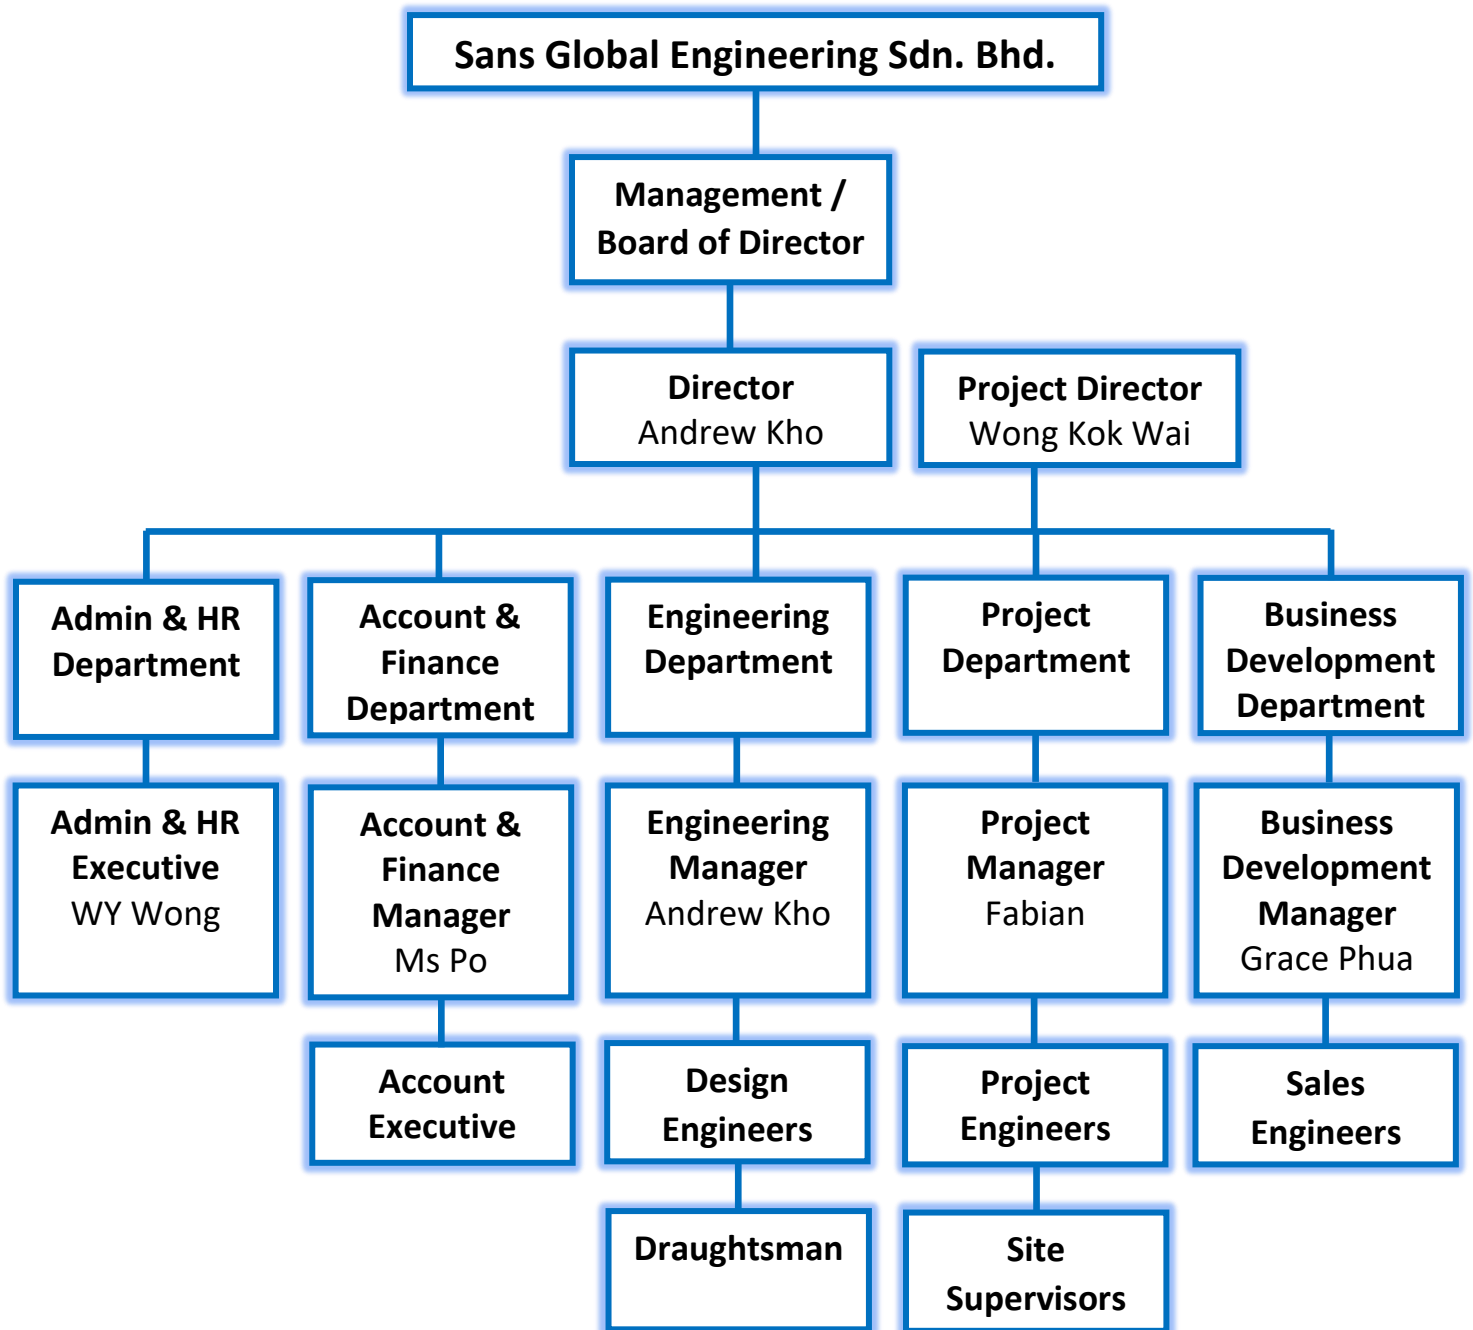 Sans Global Engineering Sdn. Bhd.
Management /
Board of Director
Director
Andrew Kho
Project Director
Wong Kok Wai
Admin & HR
Department
Account &
Finance
Department
Engineering
Department
Project
Department
Business
Development
Department
Admin & HR
Executive
WY Wong
Account &
Finance
Manager
Ms Po
Engineering
Manager
Andrew Kho
Project
Manager
Fabian
Business
Development
Manager
Grace Phua
Account
Executive
Design
Engineers
Project
Engineers
Sales
Engineers
Draughtsman
Site
Supervisors